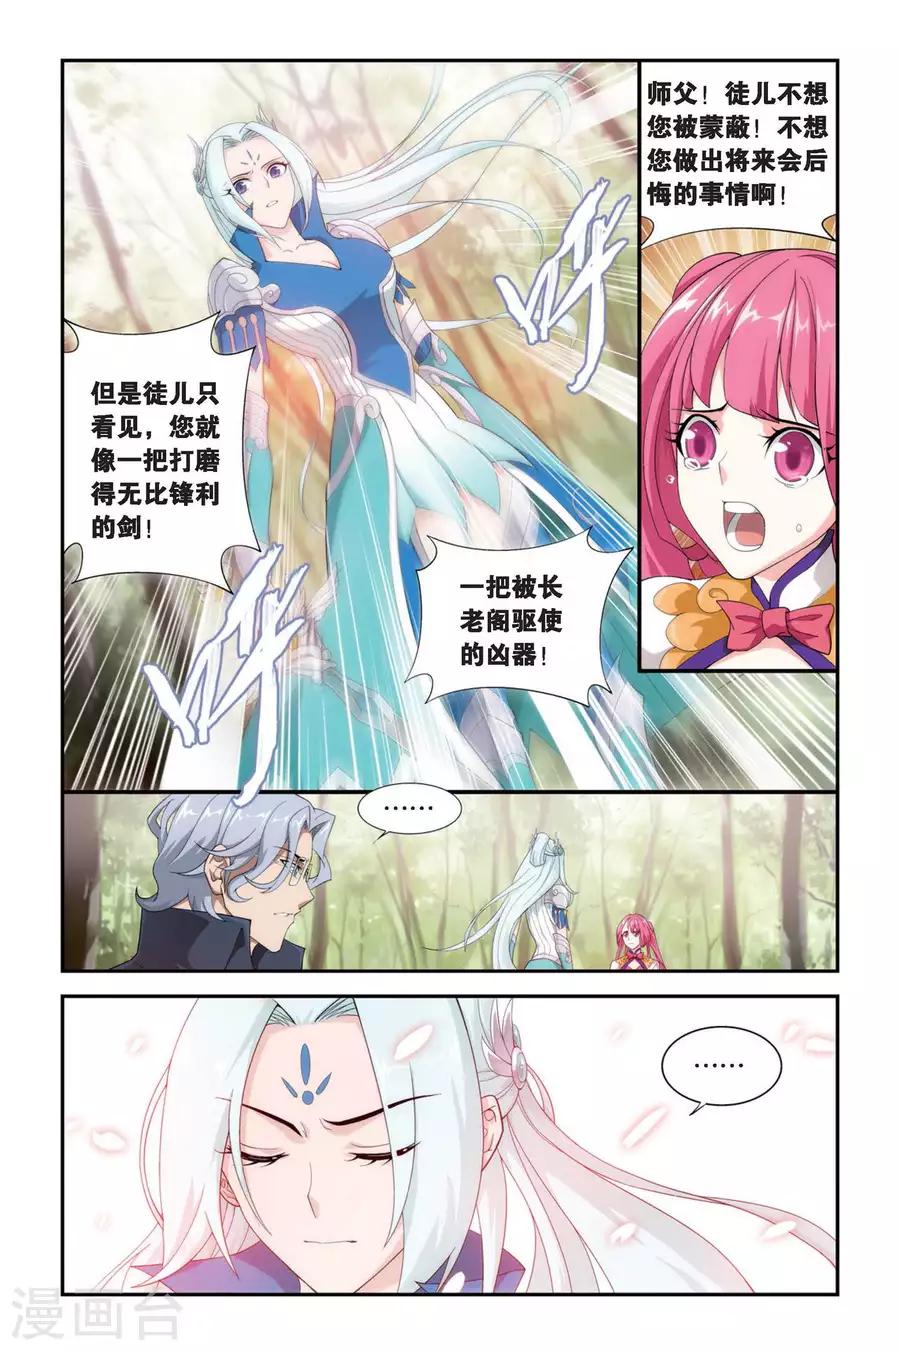 师父！徒儿不想
您被蒙蔽！不想
您做出将来会后
悔的事情啊！
但是徒儿只
看见，您就
像一把打磨
得无比锋利
的剑！
一把被长
老阁驱使
的凶器！
……
……
漫画台